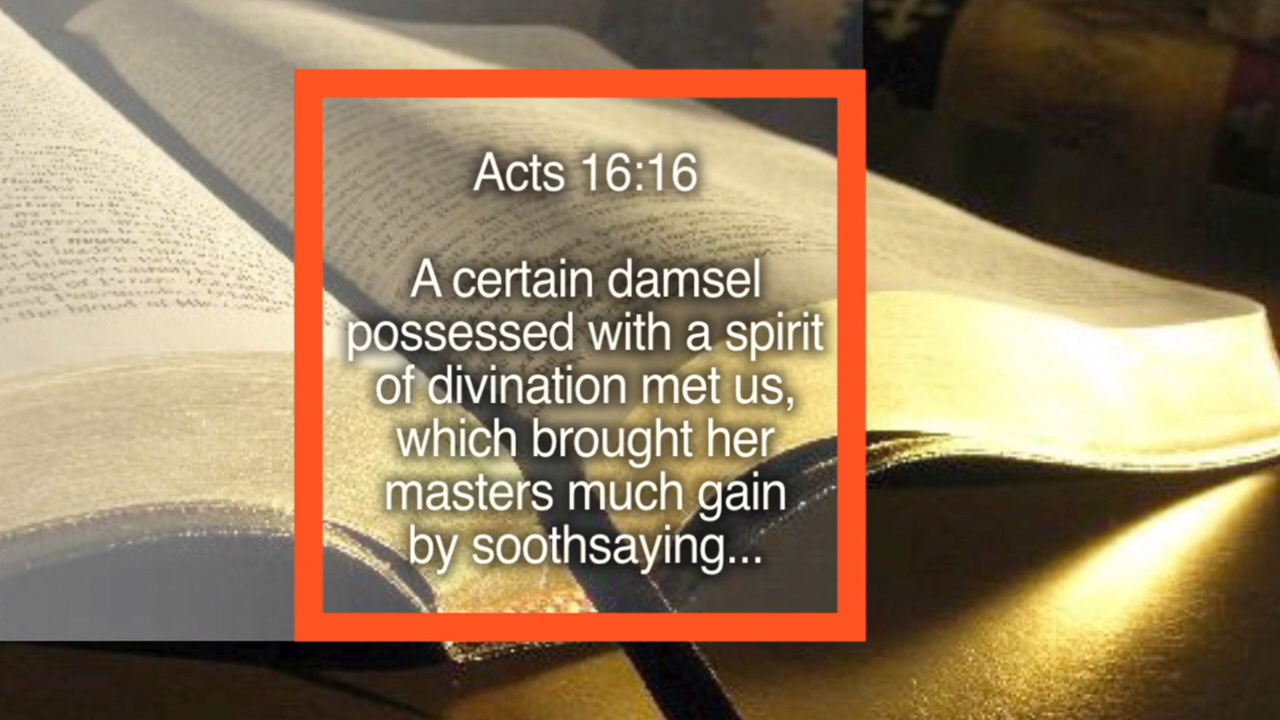 Acts 16:16
A certain damsel
possessed with a spirit
of divination met us,
which brought her
masters much gain
by soothsaying...